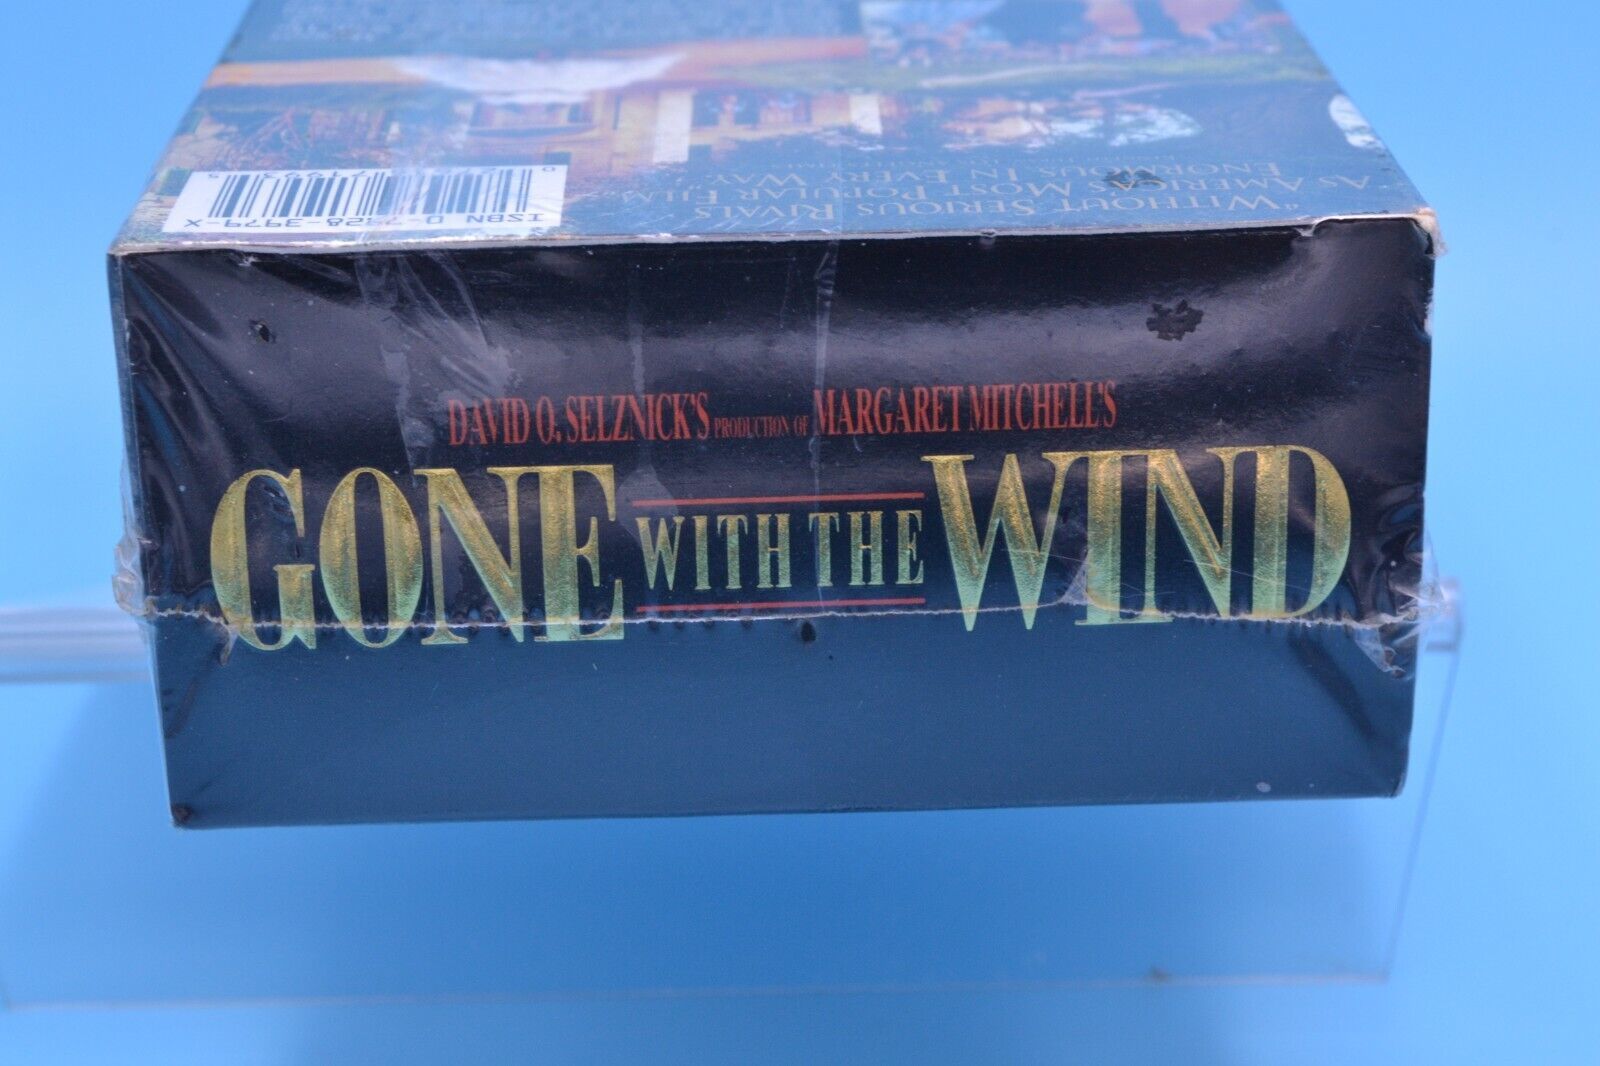 "WITHOUT SERIOUS RIVALS
AS AMERICA'S MOST POPULAR FILM...
ENORMOUS IN EVERY WAY."
ISBN 0-7928-3979-X
DAVID O. SELZNICK'S PRODUCTION OF MARGARET MITCHELL'S
GONE WITH THE WIND